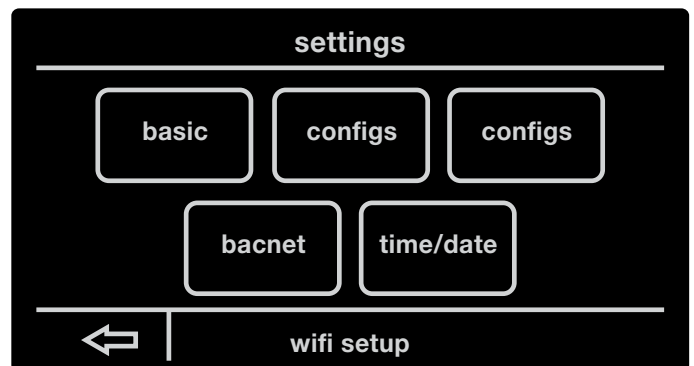 settings
basic configs configs
bacnet time/date
wifi setup